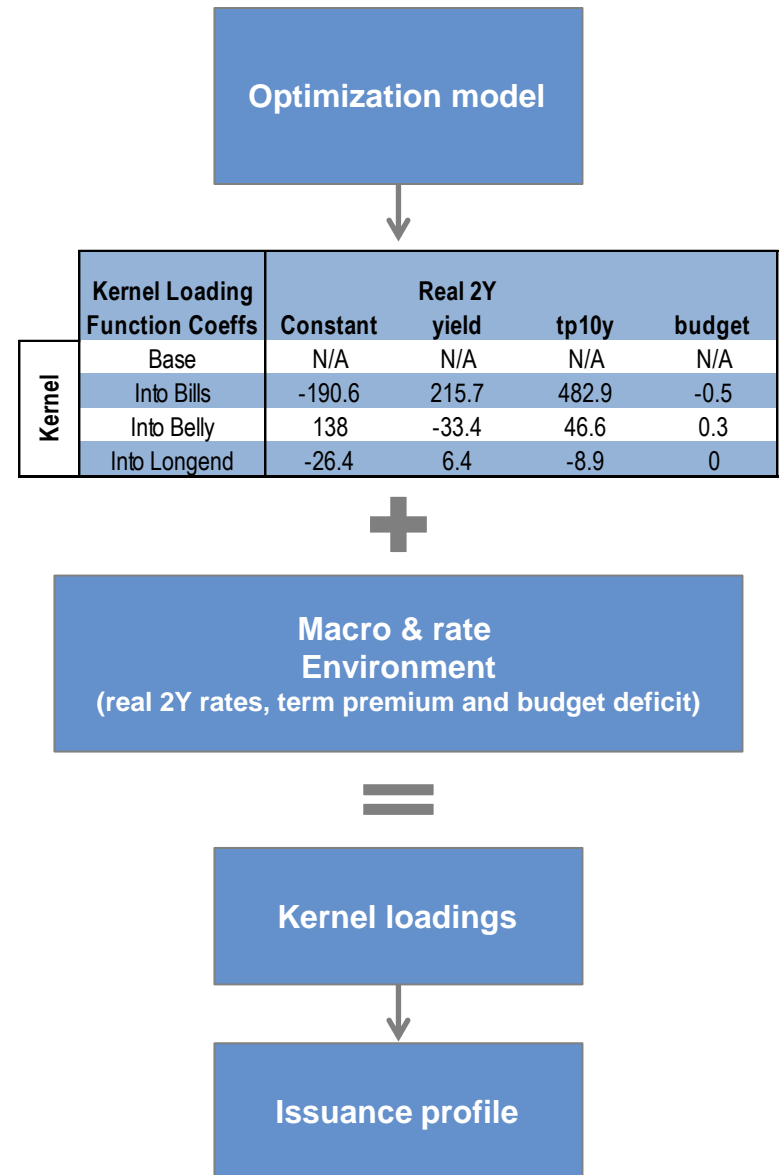 Optimization model
Kernel Loading Function Coeffs Constant Real 2Y yield tp10y budget
Kernel
Base N/A N/A N/A N/A
Into Bills -190.6 215.7 482.9 -0.5
Into Belly 138 -33.4 46.6 0.3
Into Longend -26.4 6.4 -8.9 0
Macro & rate
Environment
(real 2Y rates, term premium and budget deficit)
Kernel loadings
Issuance profile